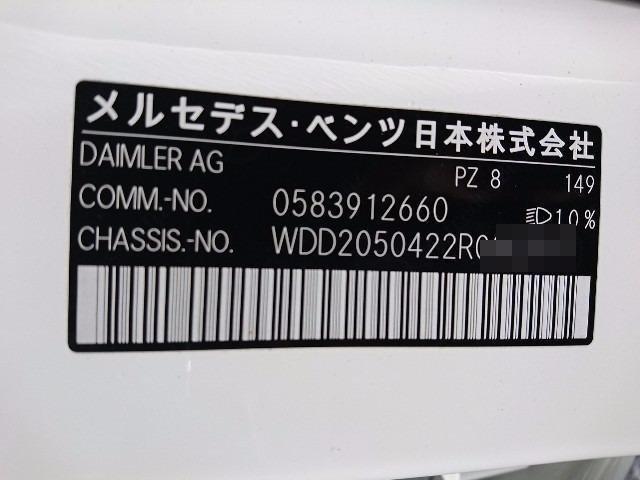 メルセデス・ベンツ日本株式会社
DAIMLER AG
PZ 8 149
COMM.-NO. 0583912660 10%
CHASSIS.-NO. WDD2050422R